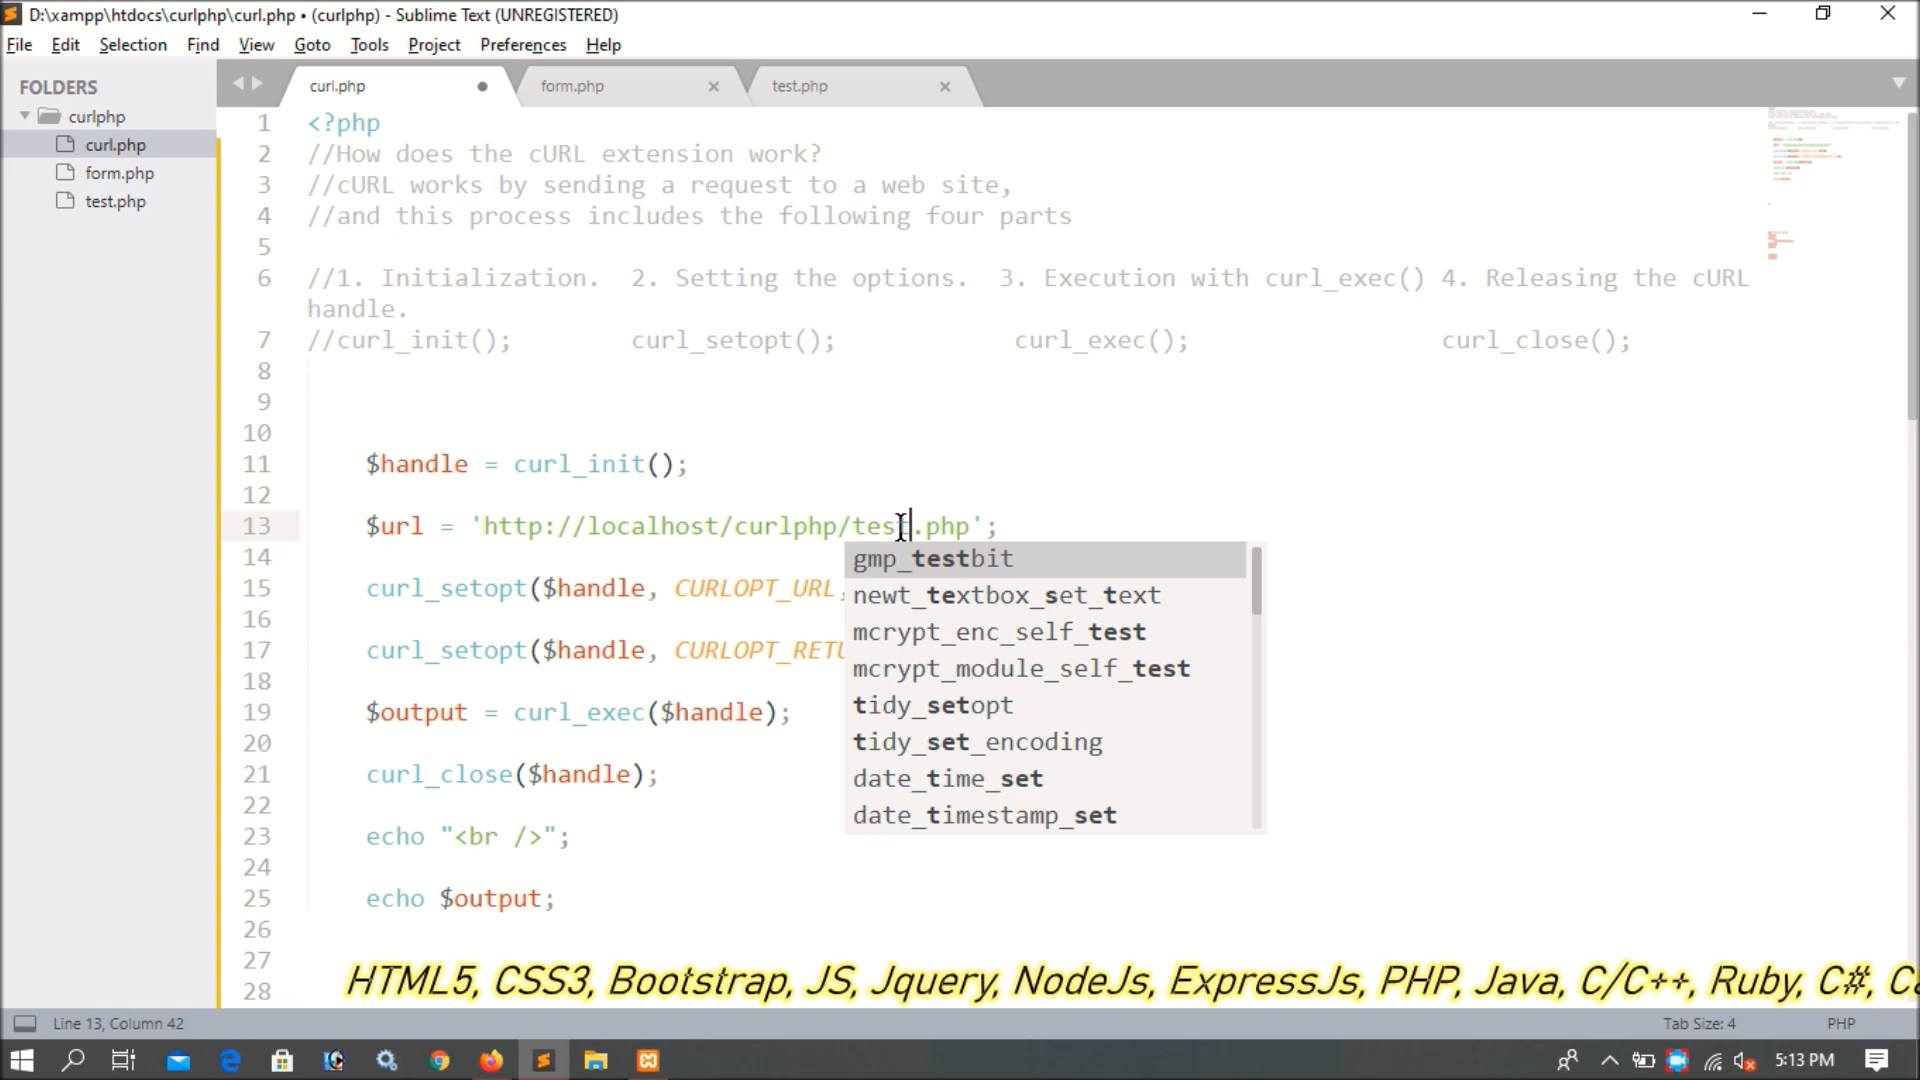 D:\xampp\htdocs\curlphp\curl.php • (curlphp) - Sublime Text (UNREGISTERED)
File Edit Selection Find View Goto Tools Project Preferences Help
FOLDERS
curlphp
curl.php
form.php
test.php
curl.php form.php test.php
1 <?php
2 //How does the cURL extension work?
3 //cURL works by sending a request to a web site,
4 //and this process includes the following four parts
5
6 //1. Initialization.  2. Setting the options.  3. Execution with curl_exec() 4. Releasing the cURL
handle.
7 //curl_init();        curl_setopt();            curl_exec();                 curl_close();
8
9
10
11 $handle = curl_init();
12
13 $url = 'http://localhost/curlphp/test.php';
14
15 curl_setopt($handle, CURLOPT_URL,
16
17 curl_setopt($handle, CURLOPT_RETU
18
19 $output = curl_exec($handle);
20
21 curl_close($handle);
22
23 echo "<br />";
24
25 echo $output;
26
27
28
gmp_testbit
newt_textbox_set_text
mcrypt_enc_self_test
mcrypt_module_self_test
tidy_setopt
tidy_set_encoding
date_time_set
date_timestamp_set
HTML5, CSS3, Bootstrap, JS, Jquery, NodeJs, ExpressJs, PHP, Java, C/C++, Ruby, C#,
Line 13, Column 42 Tab Size: 4 PHP
5:13 PM